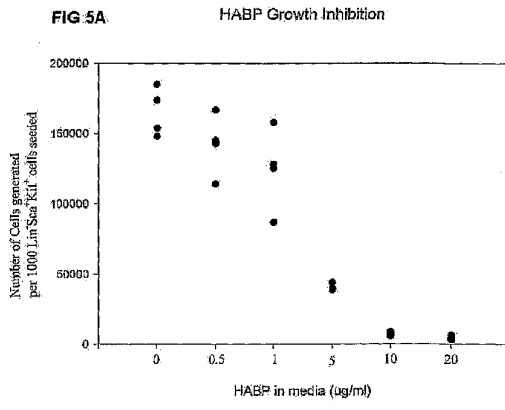 FIG 5A
HABP Growth Inhibition
200000
150000
100000
50000
0
Number of Cells generated
per 1000 Lin⁻Sca⁺Kit⁺ cells seeded
0 0.5 1 5 10 20
HABP in media (ug/ml)